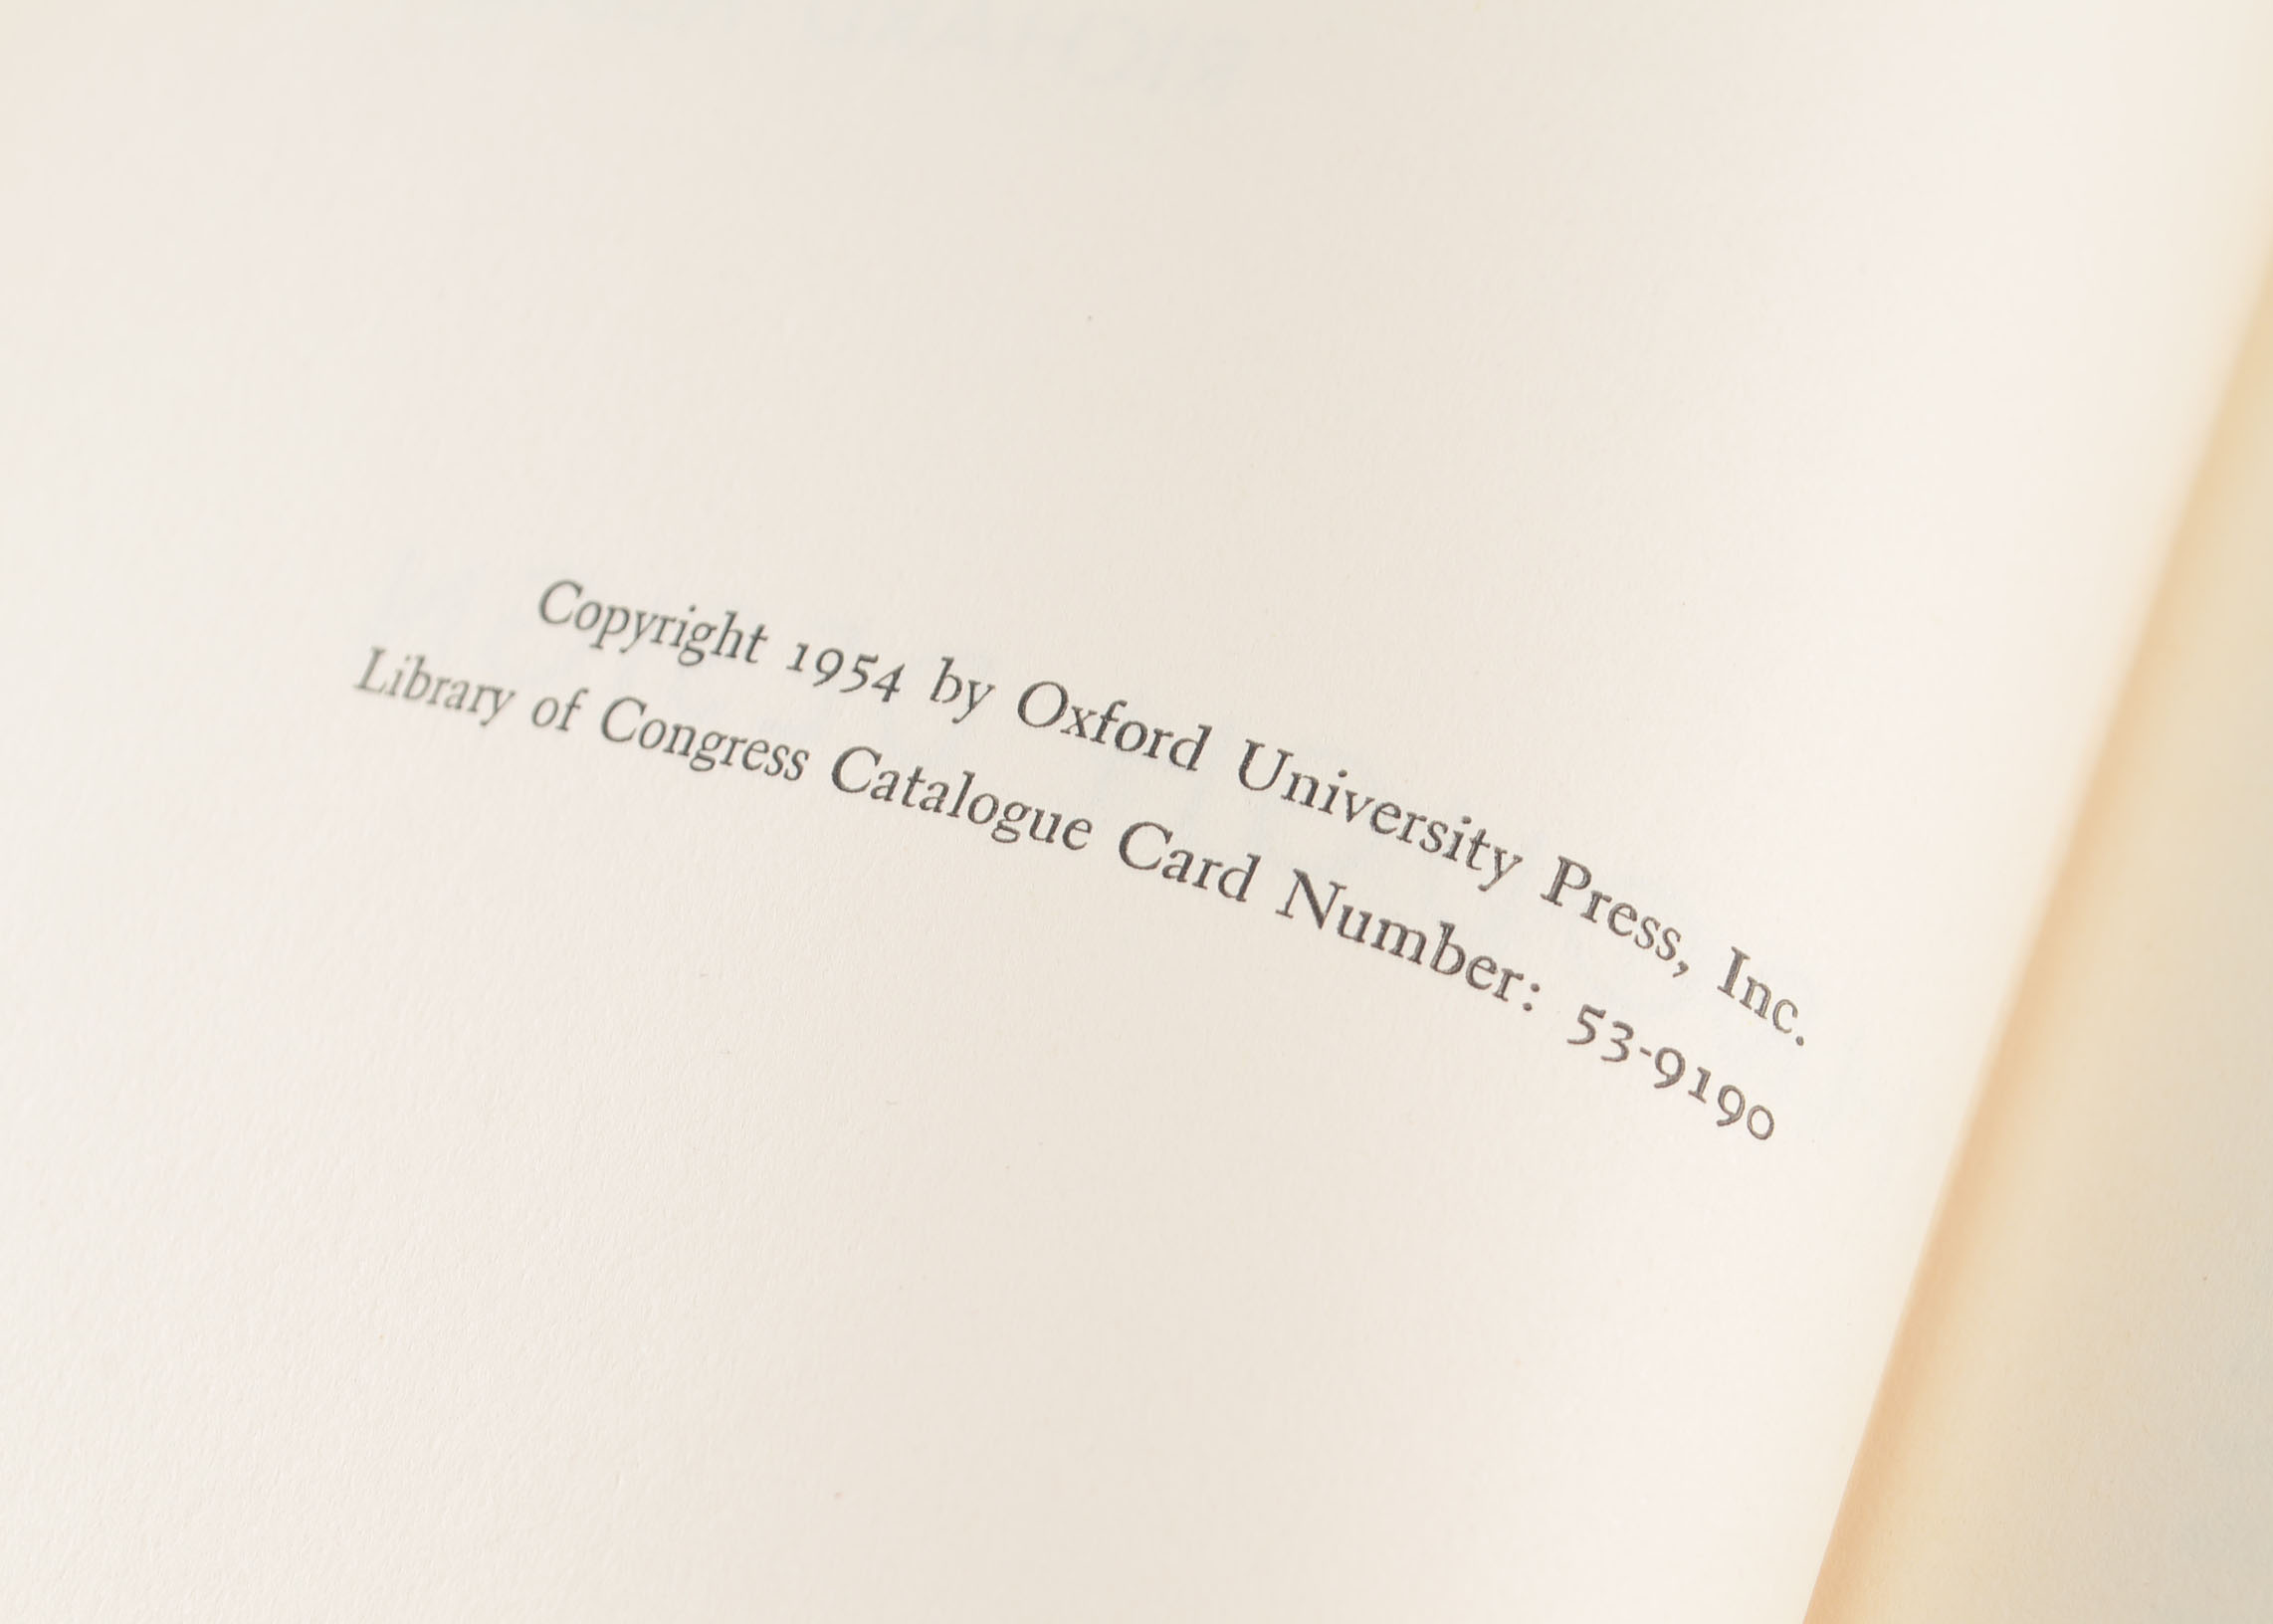 Copyright 1954 by Oxford University Press, Inc.
Library of Congress Catalogue Card Number: 53-9190